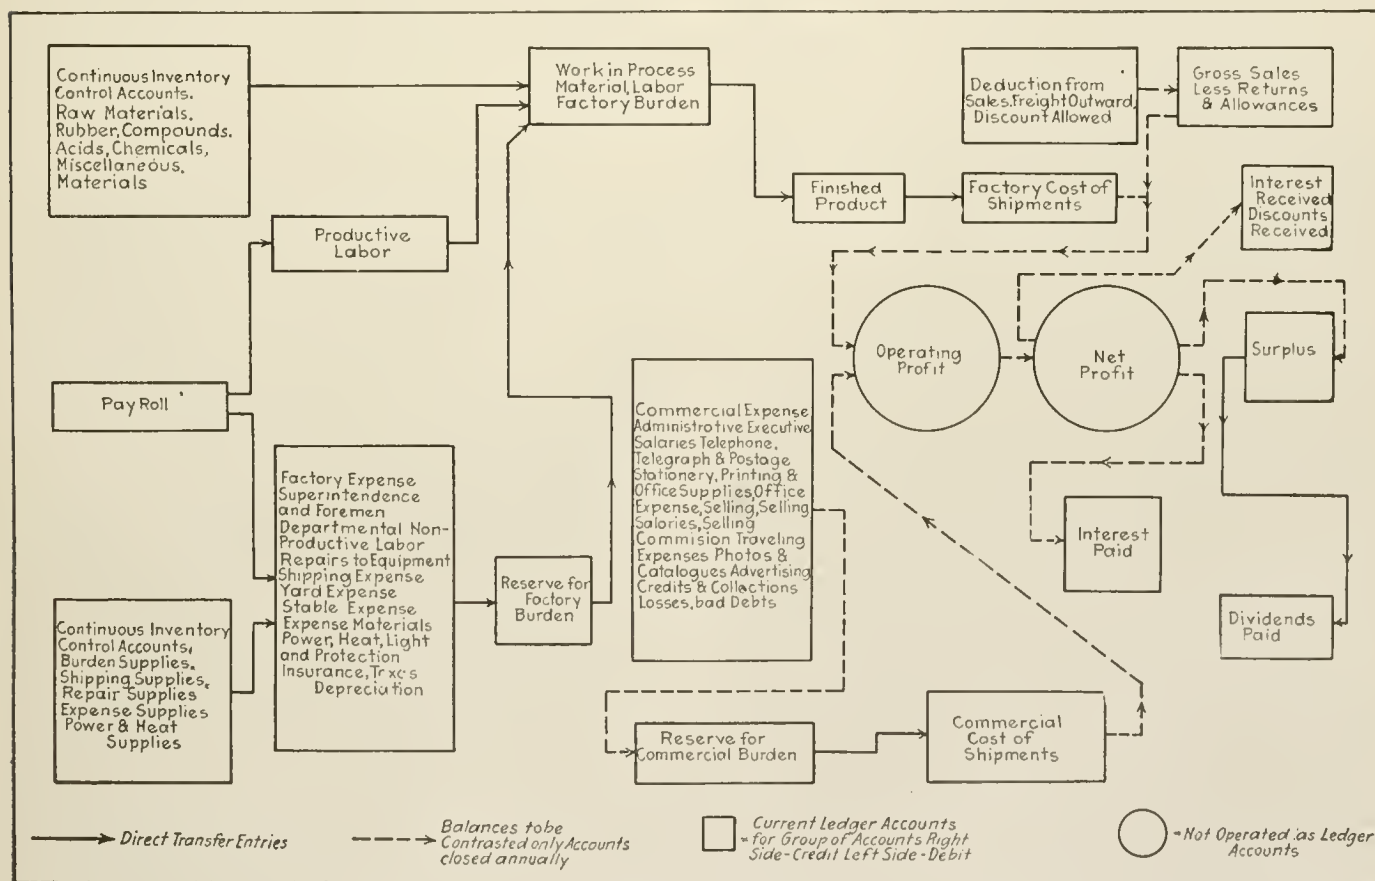 Continuous Inventory
Control Accounts.
Raw Materials.
Rubber, Compounds.
Acids, Chemicals,
Miscellaneous.
Materials
Work in Process
Material, Labor
Factory Burden
Deduction from
Sales. Freight Outward,
Discount Allowed
Gross Sales
Less Returns
& Allowances
Finished
Product
Factory Cost of
Shipments
Interest
Received
Discounts
Received
Productive
Labor
Operating
Profit
Net
Profit
Surplus
Pay Roll
Factory Expense
Superintendence
and Foremen
Departmental Non-
Productive Labor
Repairs to Equipment
Shipping Expense
Yard Expense
Stable Expense
Expense Materials
Power, Heat, Light
and Protection
Insurance, Taxes
Depreciation
Reserve for
Factory
Burden
Commercial Expense
Administrative Executive
Salaries Telephone.
Telegraph & Postage
Stationery, Printing &
Office Supplies, Office
Expense, Selling, Selling
Salories, Selling
Commision Traveling
Expenses Photos &
Catalogues Advertising
Credits & Collections
Losses, bad Debts
Interest
Paid
Dividends
Paid
Continuous Inventory
Control Accounts,
Burden Supplies.
Shipping Supplies.
Repair Supplies
Expense Supplies
Power & Heat
Supplies
Reserve for
Commercial Burden
Commercial
Cost of
Shipments
Direct Transfer Entries
Balances to be
Contrasted only Accounts
closed annually
Current Ledger Accounts
- for Group of Accounts Right
Side-Credit Left Side-Debit
- Not Operated as Ledger
Accounts